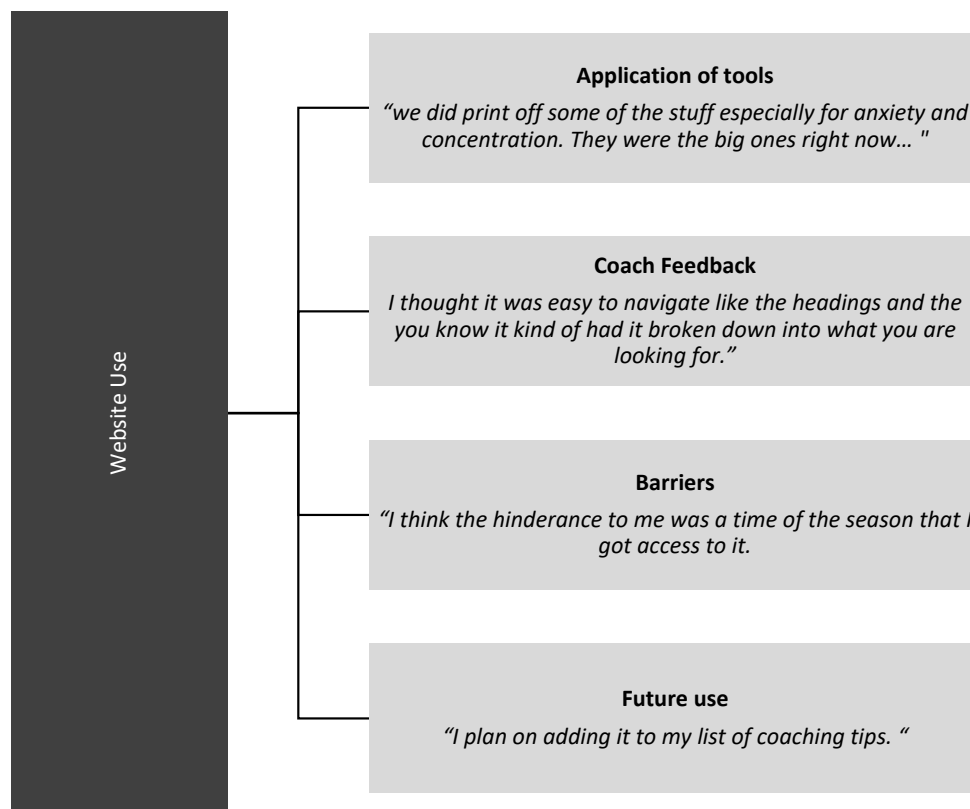 Website Use
Application of tools
“we did print off some of the stuff especially for anxiety and
concentration. They were the big ones right now… "
Coach Feedback
I thought it was easy to navigate like the headings and the
you know it kind of had it broken down into what you are
looking for.”
Barriers
“I think the hinderance to me was a time of the season that I
got access to it.
Future use
“I plan on adding it to my list of coaching tips. “